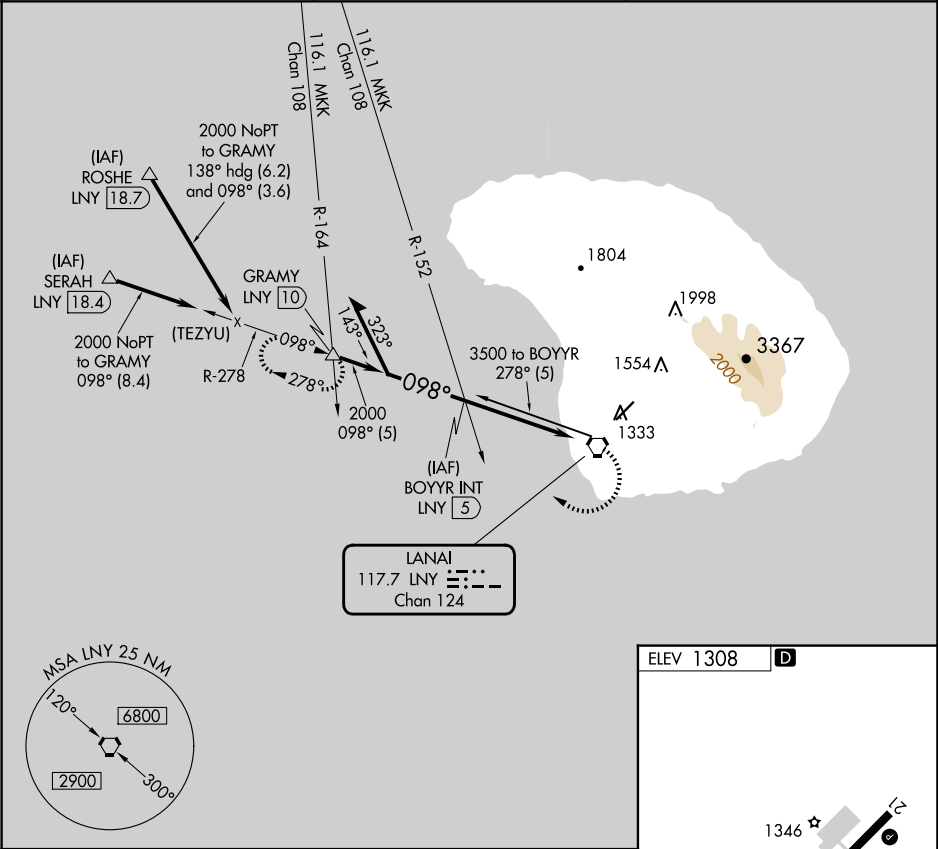 116.1 MKK
Chan 108
116.1 MKK
Chan 108
2000 NoPT
to GRAMY
138° hdg (6.2)
and 098° (3.6)
(IAF)
ROSHE
LNY 18.7
R-164
R-152
1804
(IAF)
SERAH
LNY 18.4
GRAMY
LNY 10
1998
(TEZYU)
098°
143°
323°
3367
2000 NoPT
to GRAMY
098° (8.4)
R-278
278°
098°
3500 to BOYYR
278° (5)
1554
2000
2000
098° (5)
1333
(IAF)
BOYYR INT
LNY 5
LANAI
117.7 LNY
Chan 124
MSA LNY 25 NM
120°
6800
2900
300°
ELEV 1308 D
21
1346
P